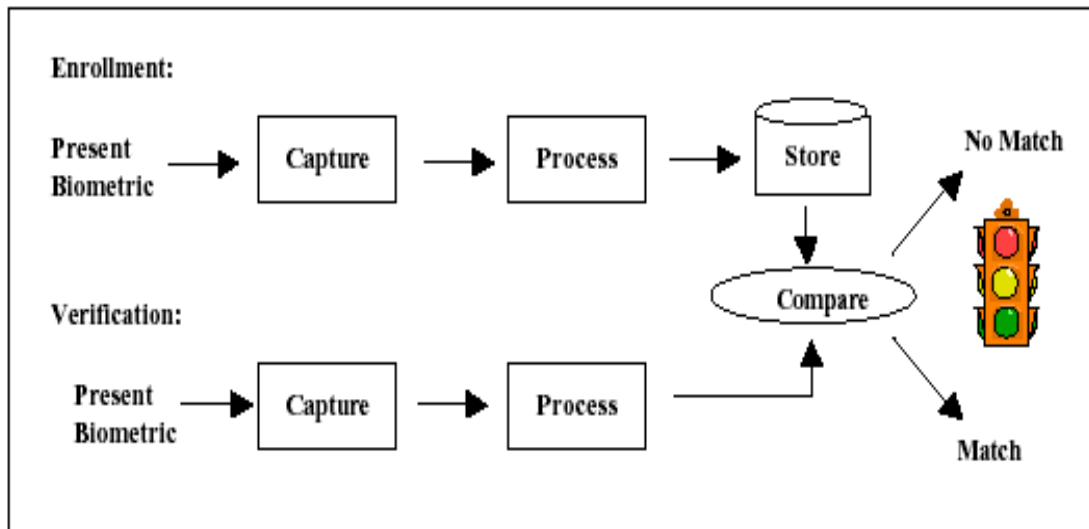 Enrollment:
Present
Biometric
Capture
Process
Store
No Match
Compare
Verification:
Present
Biometric
Capture
Process
Match